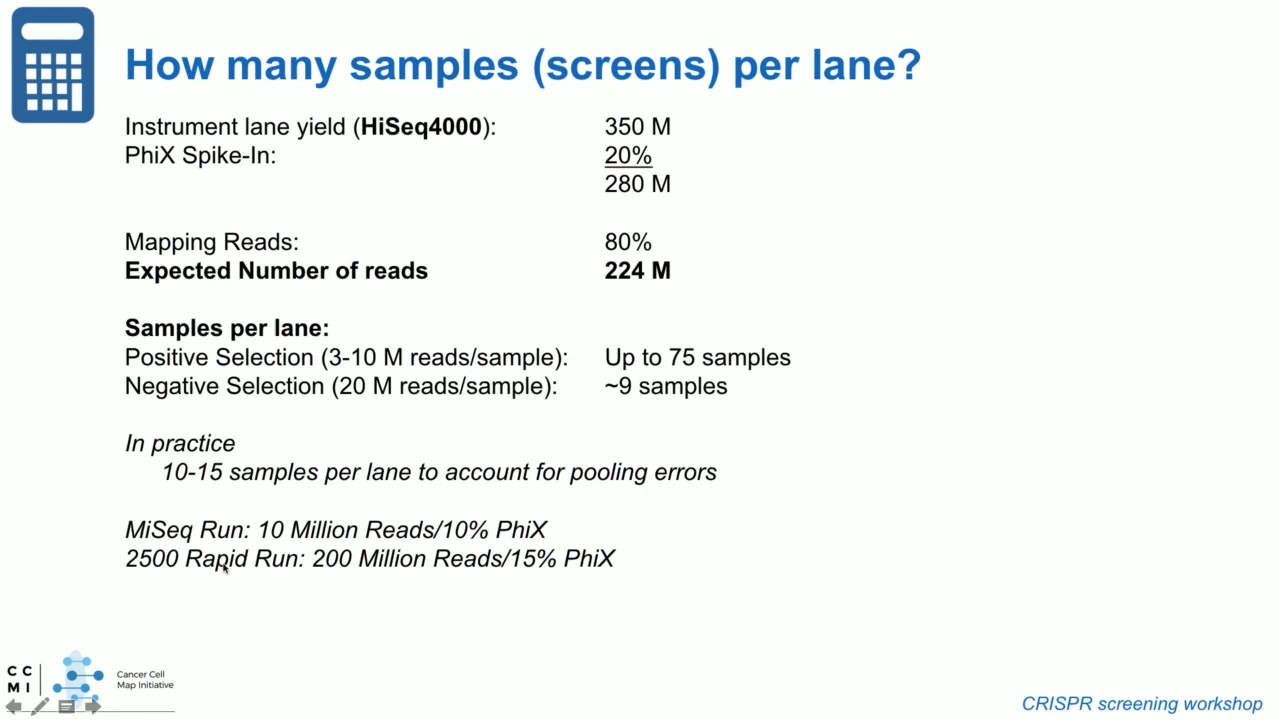 How many samples (screens) per lane?
Instrument lane yield (HiSeq4000): 350 M
PhiX Spike-In: 20%
280 M
Mapping Reads: 80%
Expected Number of reads 224 M
Samples per lane:
Positive Selection (3-10 M reads/sample): Up to 75 samples
Negative Selection (20 M reads/sample): ~9 samples
In practice
10-15 samples per lane to account for pooling errors
MiSeq Run: 10 Million Reads/10% PhiX
2500 Rapid Run: 200 Million Reads/15% PhiX
C C
M I
Cancer Cell
Map Initiative
CRISPR screening workshop